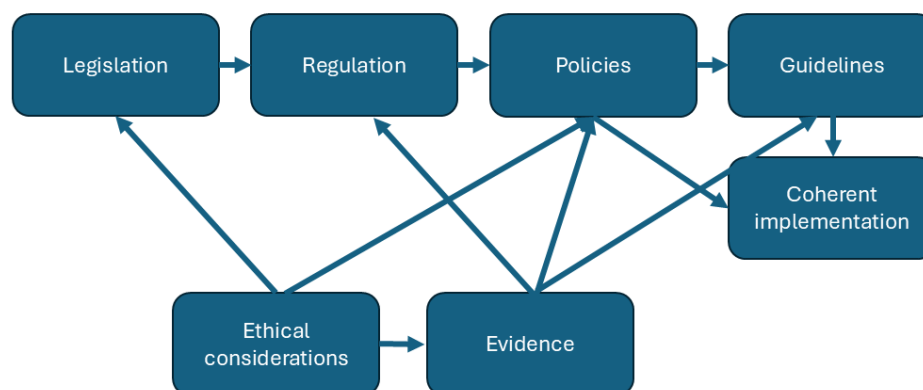 Legislation
Regulation
Policies
Guidelines
Coherent
implementation
Ethical
considerations
Evidence